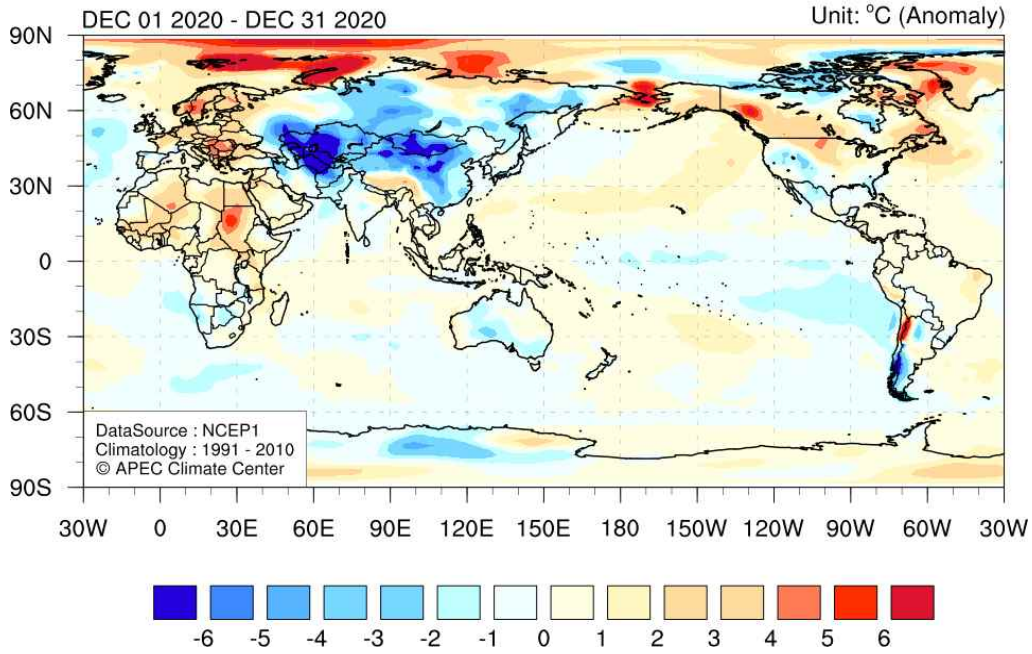 DEC 01 2020 - DEC 31 2020
Unit: °C (Anomaly)
90N
60N
30N
0
30S
60S
90S
DataSource : NCEP1
Climatology : 1991 - 2010
© APEC Climate Center
30W 0 30E 60E 90E 120E 150E 180 150W 120W 90W 60W 30W
-6 -5 -4 -3 -2 -1 0 1 2 3 4 5 6